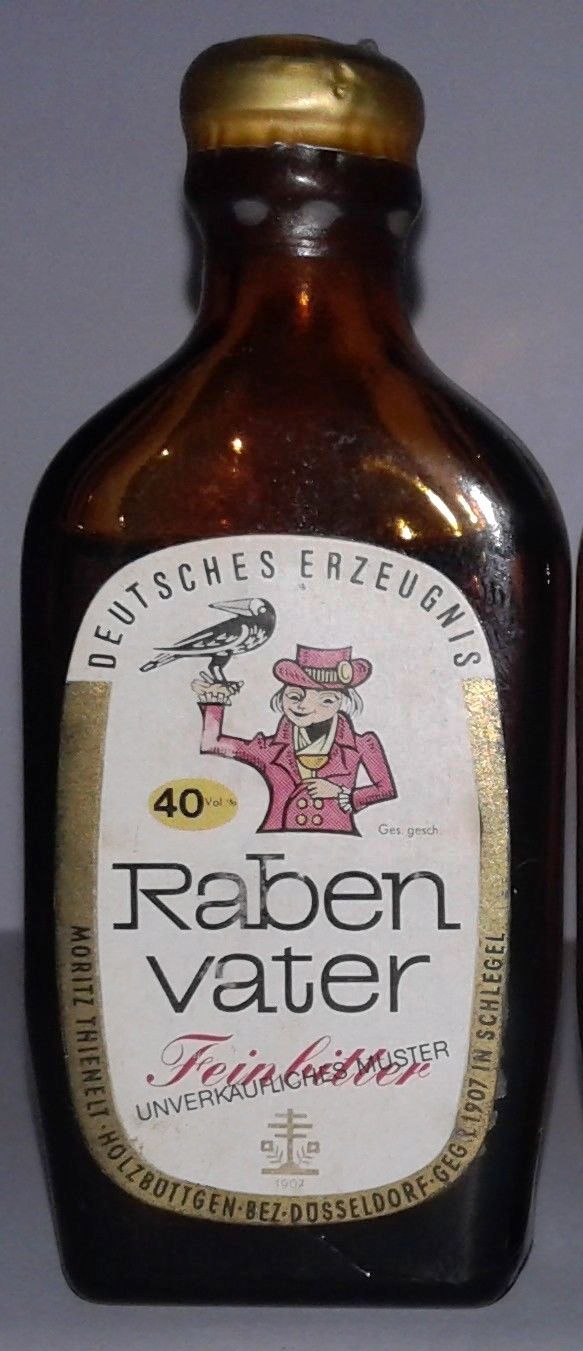 DEUTSCHES ERZEUGNIS
40 Vol %
Ges. gesch.
Raben
vater
Feinbitter
UNVERKÄUFLICHES MUSTER
1907
MORITZ THIENELT · HOLZBÜTTGEN · BEZ · DÜSSELDORF · GEGR. 1907 IN SCHLEGEL